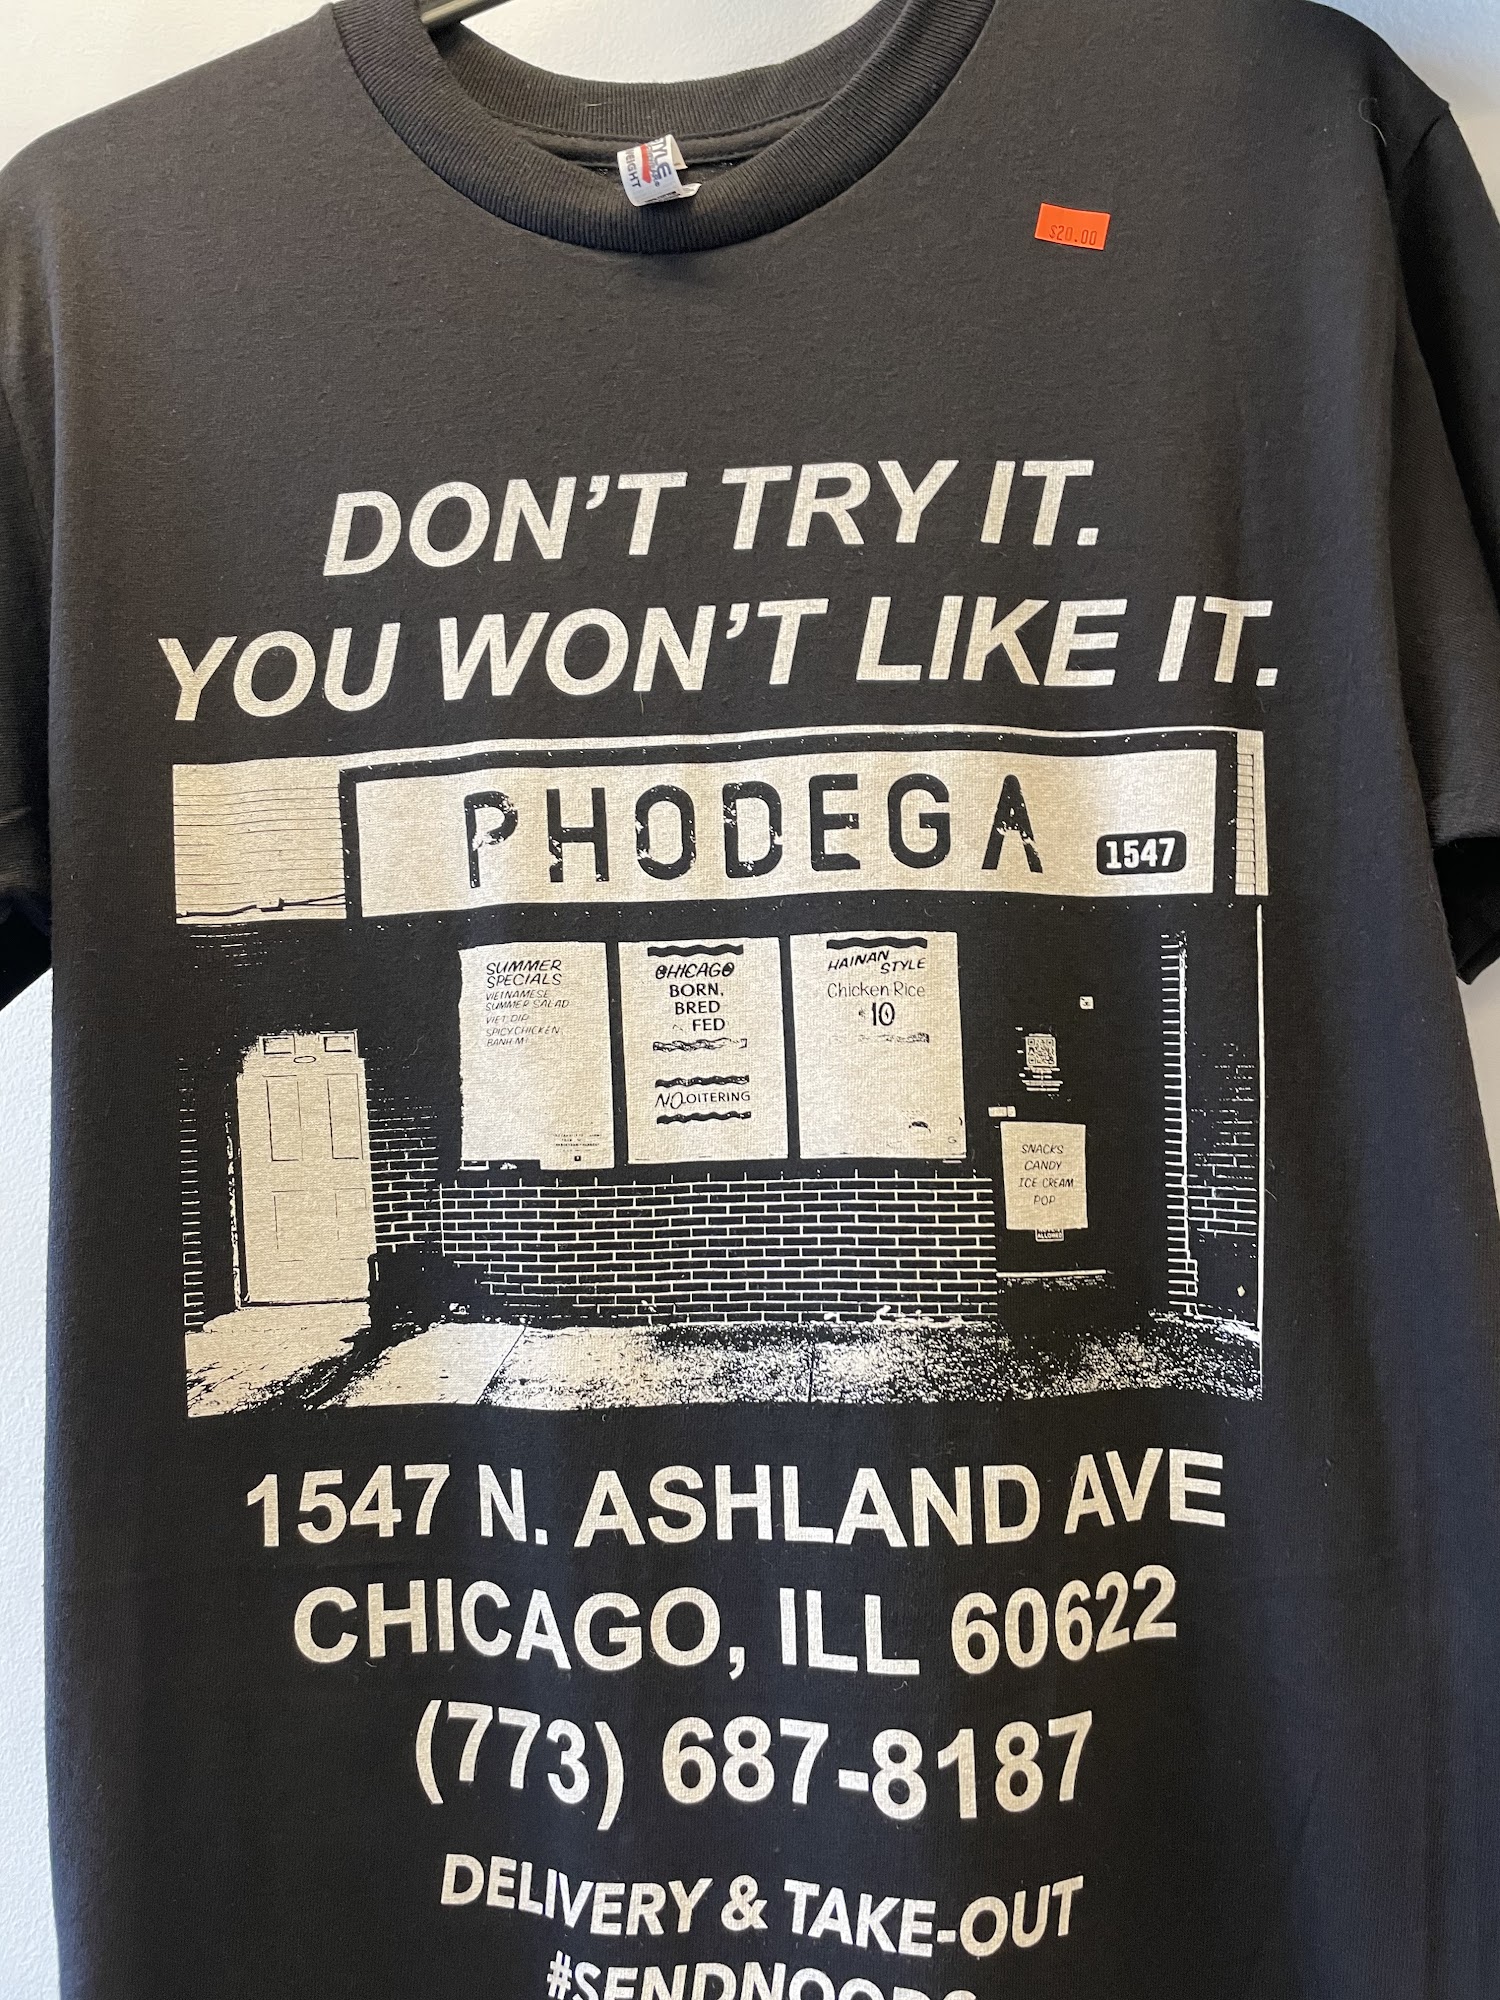 $20.00
DON'T TRY IT.
YOU WON'T LIKE IT.
PHODEGA
1547
SUMMER
SPECIALS
VIETNAMESE
SUMMER SALAD
VIET DIP
SPICY CHICKEN
BANH MI
CHICAGO
BORN,
BRED
FED
NO LOITERING
HAINAN
STYLE
Chicken Rice
$10
SNACKS
CANDY
ICE CREAM
POP
ALLOWED
1547 N. ASHLAND AVE
CHICAGO, ILL 60622
(773) 687-8187
DELIVERY & TAKE-OUT
#SENDNOODS